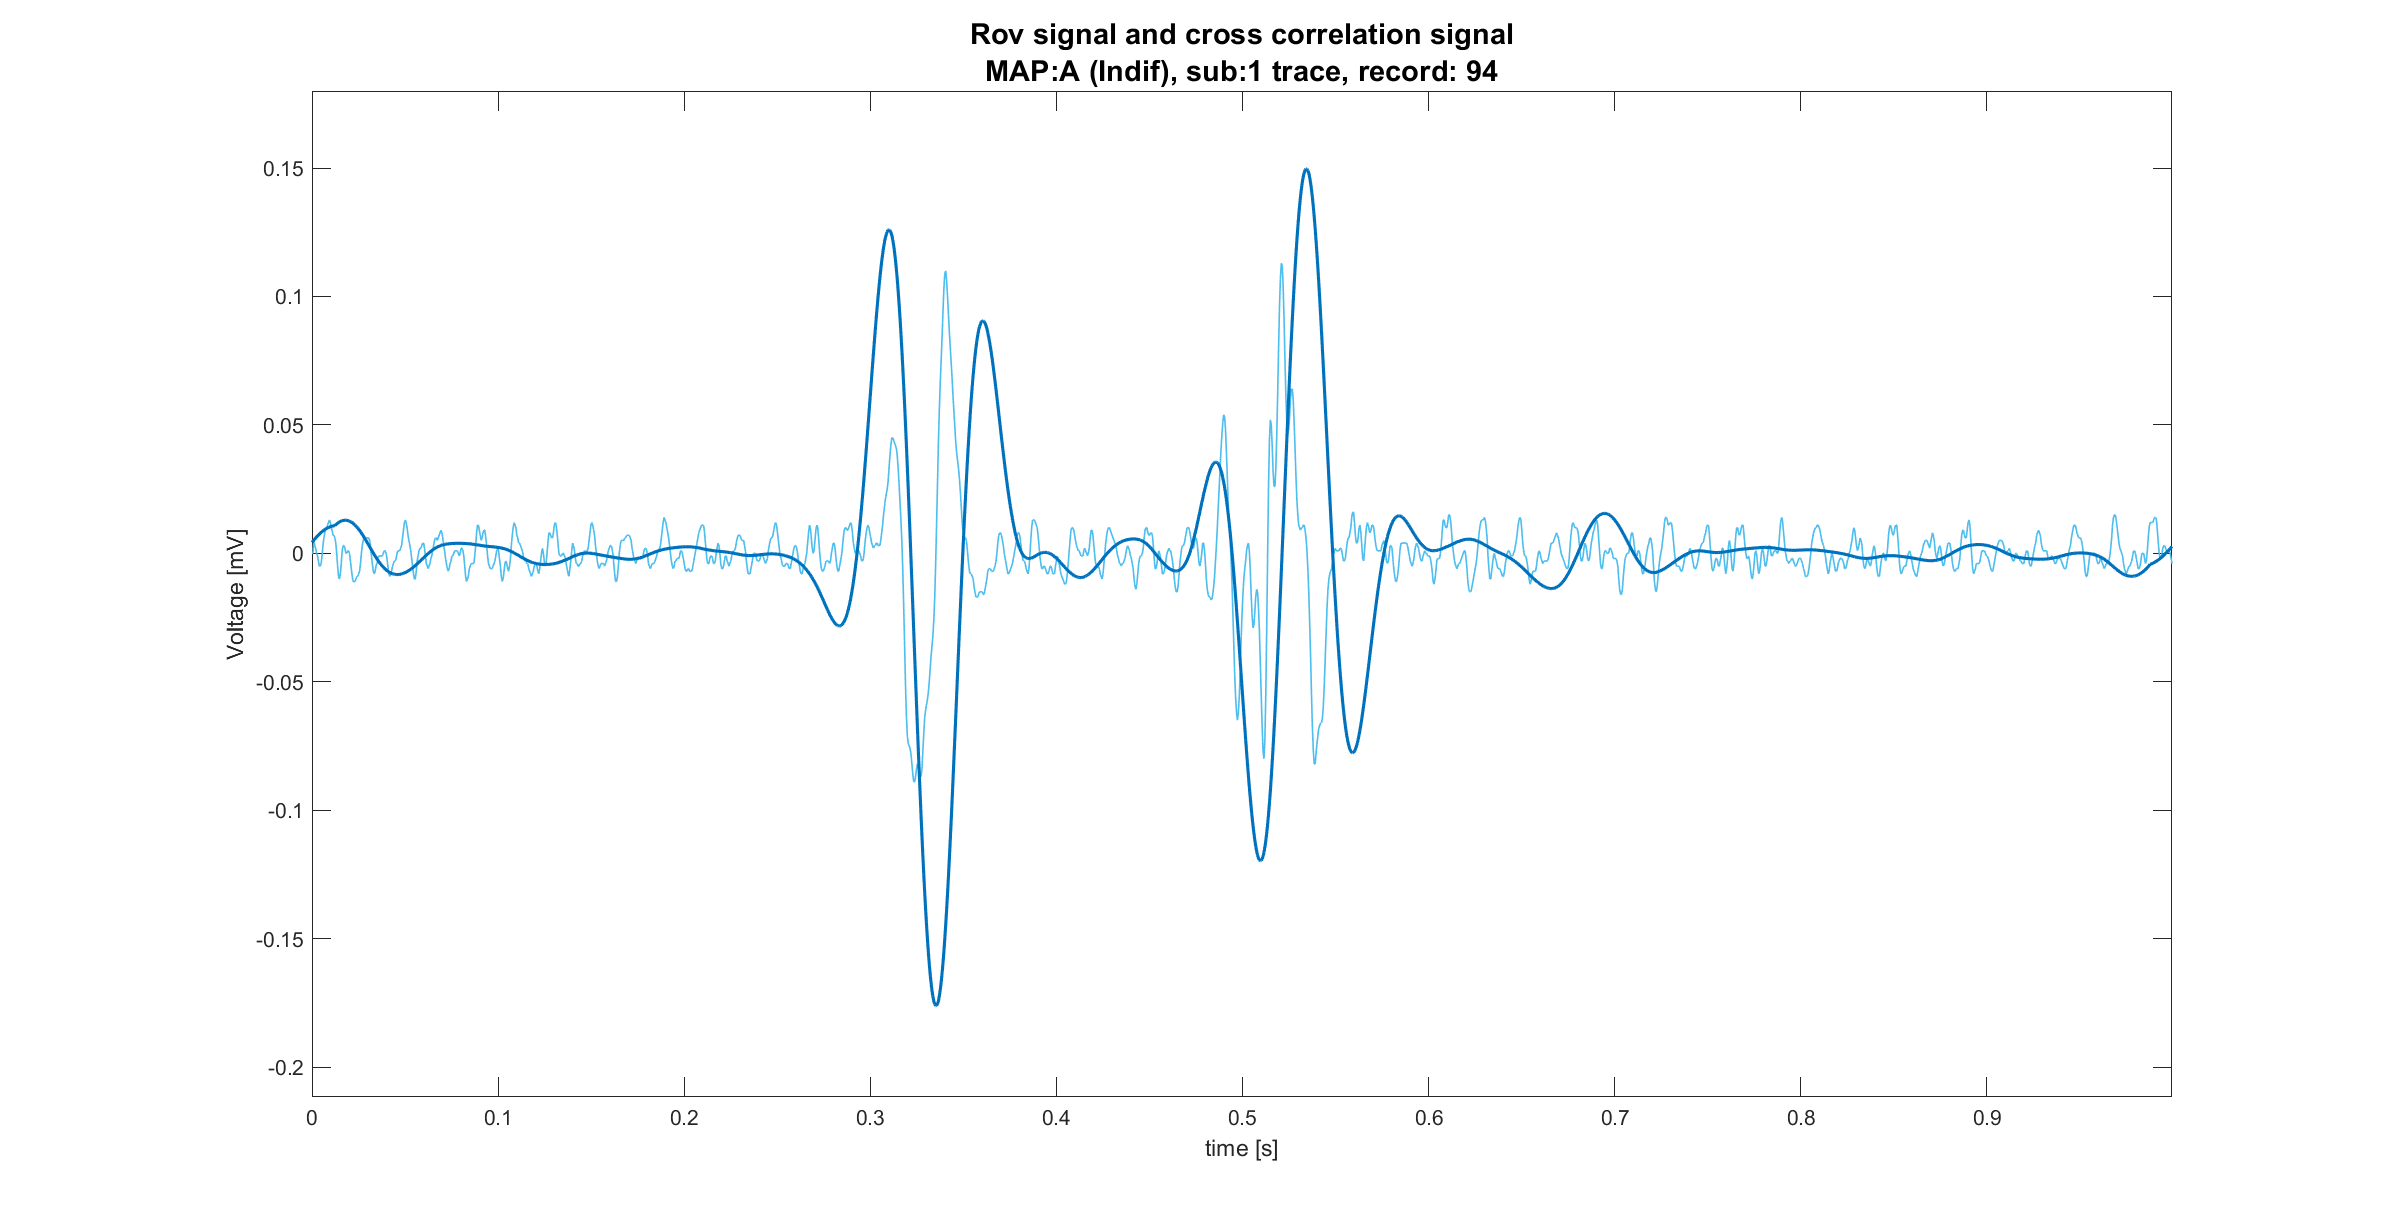 Rov signal and cross correlation signal
MAP:A (Indif), sub:1 trace, record: 94
0.15
0.1
0.05
0
-0.05
-0.1
-0.15
-0.2
Voltage [mV]
0 0.1 0.2 0.3 0.4 0.5 0.6 0.7 0.8 0.9
time [s]